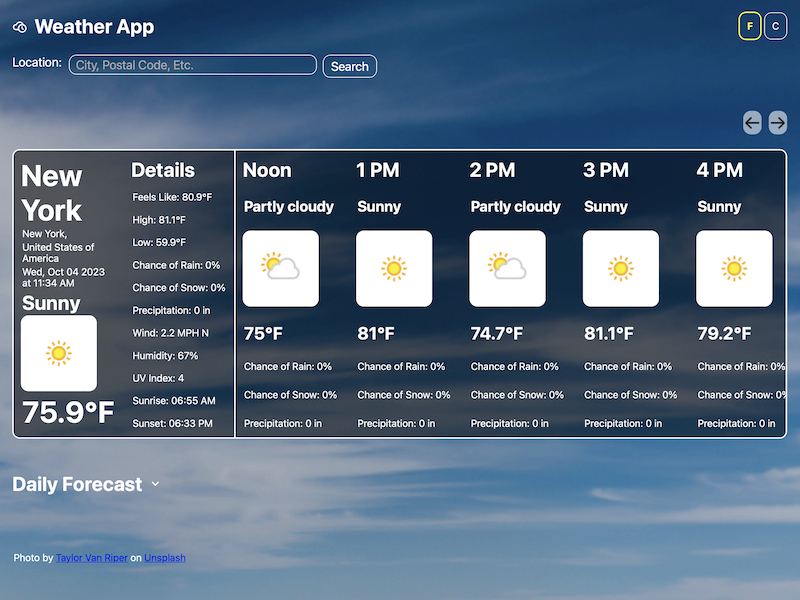 Weather App
F
C
Location:
City, Postal Code, Etc.
Search
New
York
New York,
United States of
America
Wed, Oct 04 2023
at 11:34 AM
Sunny
75.9°F
Details
Feels Like: 80.9°F
High: 81.1°F
Low: 59.9°F
Chance of Rain: 0%
Chance of Snow: 0%
Precipitation: 0 in
Wind: 2.2 MPH N
Humidity: 67%
UV Index: 4
Sunrise: 06:55 AM
Sunset: 06:33 PM
Noon
Partly cloudy
75°F
Chance of Rain: 0%
Chance of Snow: 0%
Precipitation: 0 in
1 PM
Sunny
81°F
Chance of Rain: 0%
Chance of Snow: 0%
Precipitation: 0 in
2 PM
Partly cloudy
74.7°F
Chance of Rain: 0%
Chance of Snow: 0%
Precipitation: 0 in
3 PM
Sunny
81.1°F
Chance of Rain: 0%
Chance of Snow: 0%
Precipitation: 0 in
4 PM
Sunny
79.2°F
Chance of Rain: 0%
Chance of Snow: 0%
Precipitation: 0 in
Daily Forecast
Photo by Taylor Van Riper on Unsplash